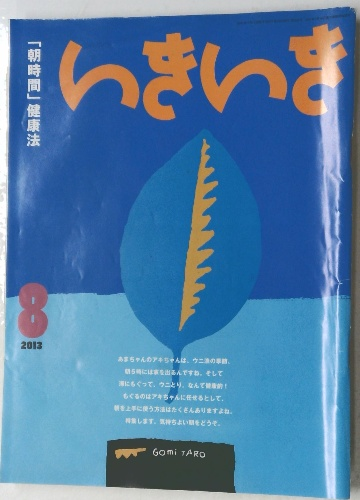 いきいき
「朝時間」健康法
8
2013
あまちゃんのアキちゃんは、ウニ漁の季節、
朝6時には家を出るんですね。そして
海にもぐって、ウニとり。なんて健康的！
もぐるのはアキちゃんに任せるとして、
朝を上手に使う方法はたくさんありますよね。
特集します。気持ちよい朝をどうぞ。
GOMI TARO